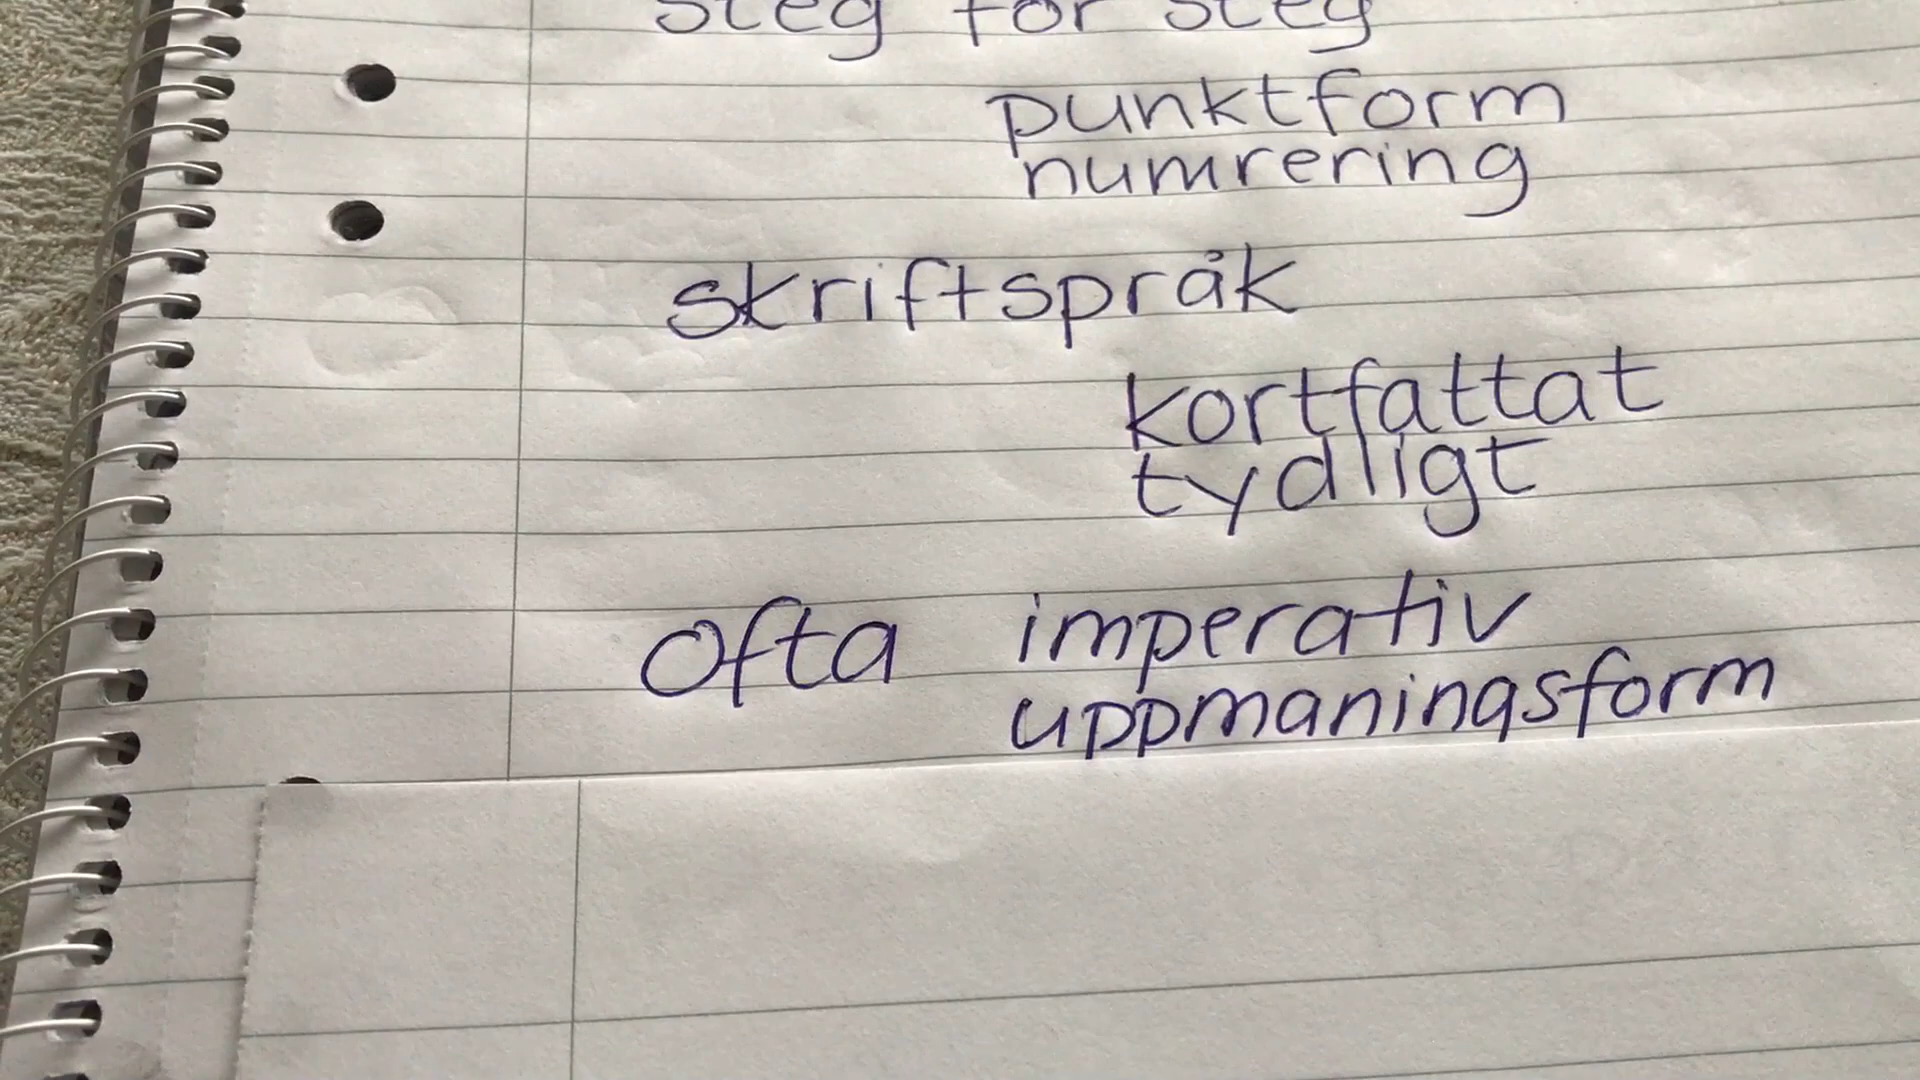 steg för steg
punktform
numrering
skriftspråk
kortfattat
tydligt
ofta imperativ
uppmaningsform